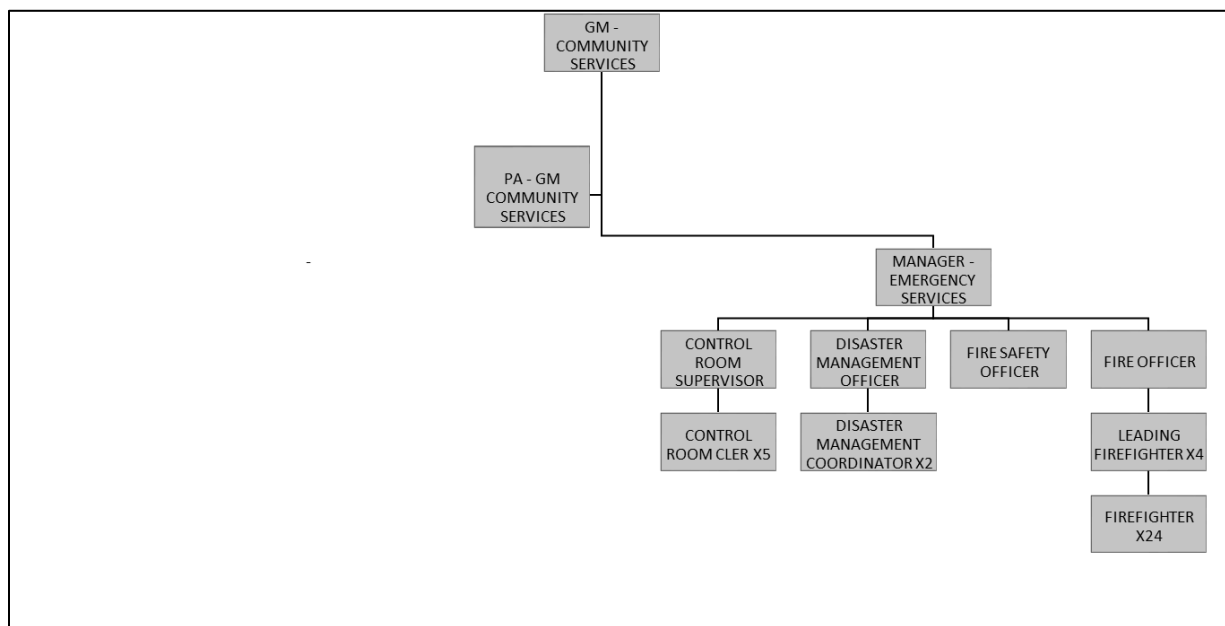 GM -
COMMUNITY
SERVICES
PA - GM
COMMUNITY
SERVICES
-
MANAGER -
EMERGENCY
SERVICES
CONTROL
ROOM
SUPERVISOR
DISASTER
MANAGEMENT
OFFICER
FIRE SAFETY
OFFICER
FIRE OFFICER
CONTROL
ROOM CLER X5
DISASTER
MANAGEMENT
COORDINATOR X2
LEADING
FIREFIGHTER X4
FIREFIGHTER
X24